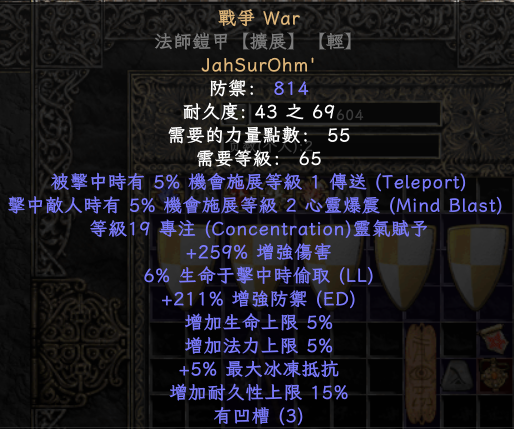 戰爭 War
法師鎧甲【擴展】【輕】
JahSurOhm'
防禦： 814
耐久度: 43 之 69
604
需要的力量點數： 55
需要等級： 65
被擊中時有 5% 機會施展等級 1 傳送 (Teleport)
擊中敵人時有 5% 機會施展等級 2 心靈爆震 (Mind Blast)
等級19 專注 (Concentration)靈氣賦予
+259% 增強傷害
6% 生命于擊中時偷取 (LL)
+211% 增強防禦 (ED)
增加生命上限 5%
增加法力上限 5%
+5% 最大冰凍抵抗
增加耐久性上限 15%
有凹槽 (3)